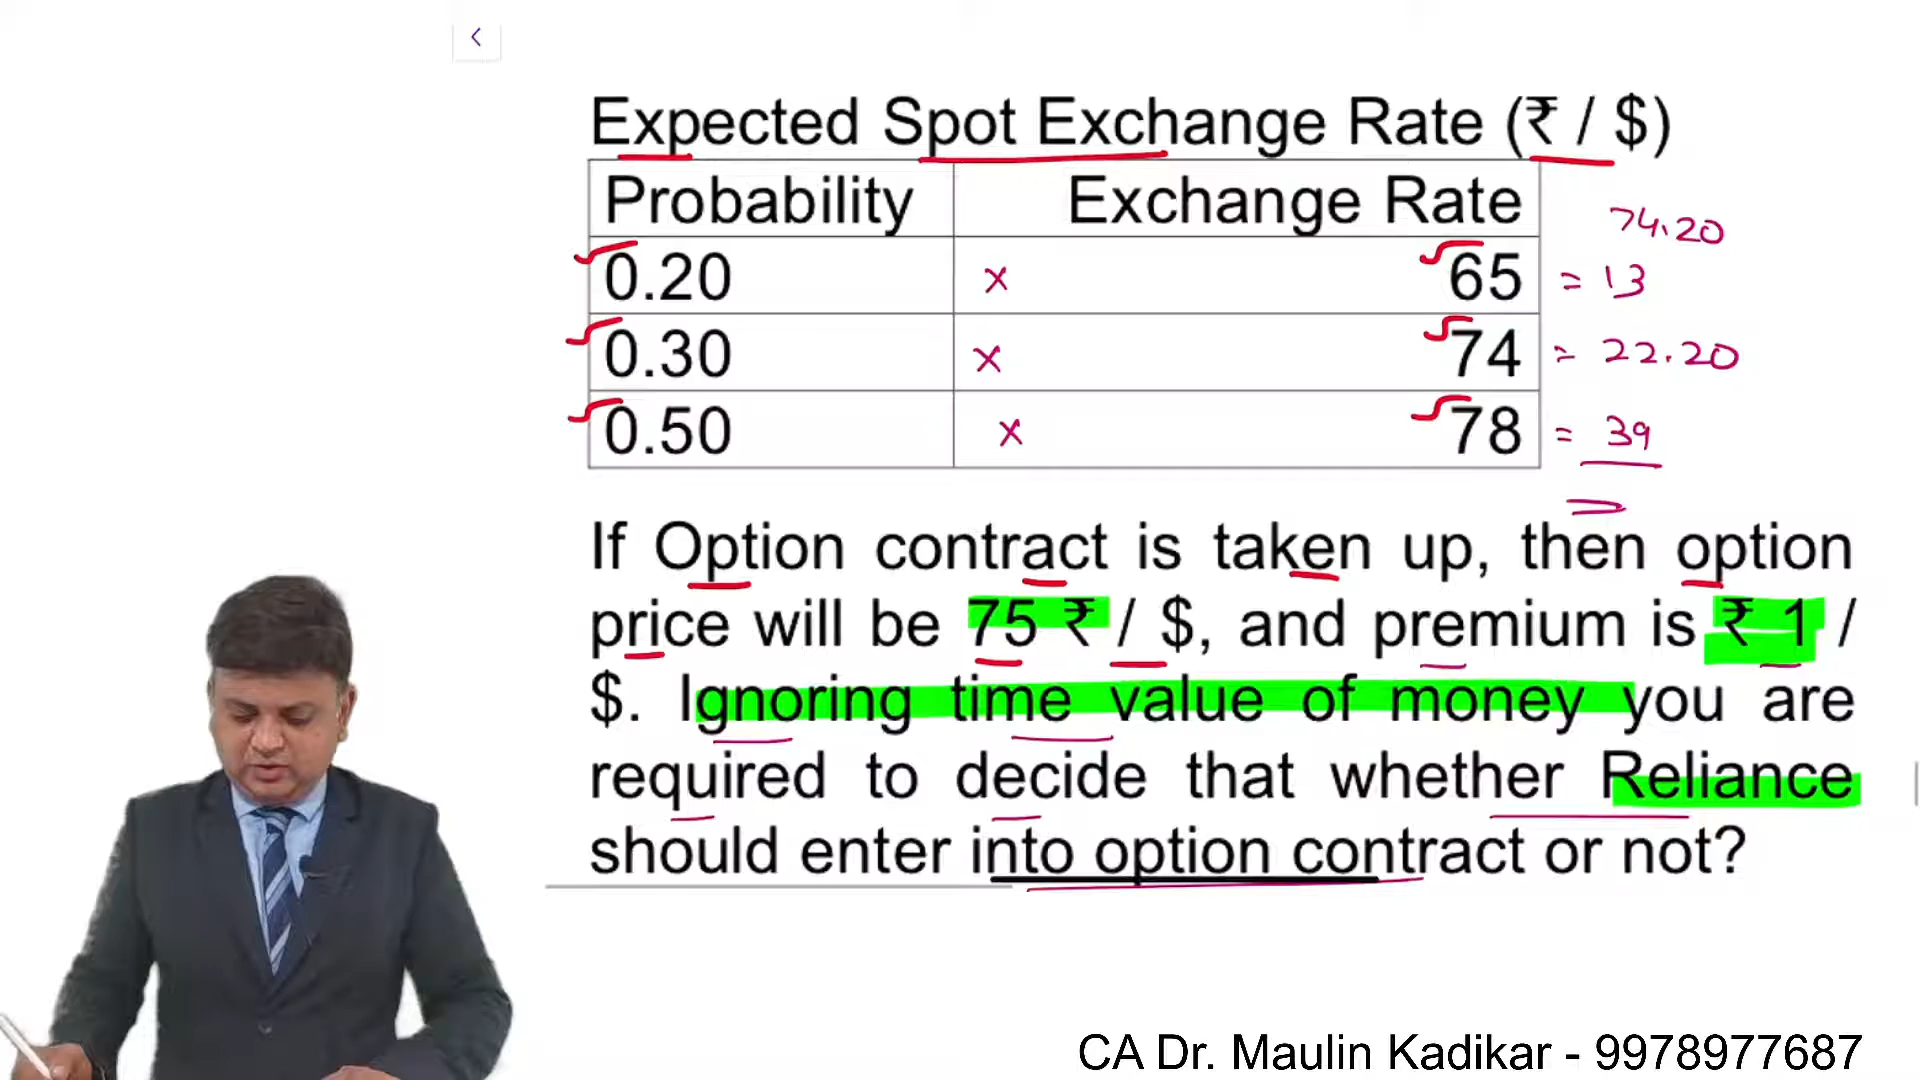 Expected Spot Exchange Rate (₹ / $)
Probability Exchange Rate
74.20
0.20 × 65 = 13
0.30 × 74 = 22.20
0.50 × 78 = 39
If Option contract is taken up, then option
price will be 75 ₹ / $, and premium is ₹ 1 /
$. Ignoring time value of money you are
required to decide that whether Reliance
should enter into option contract or not?
CA Dr. Maulin Kadikar - 9978977687